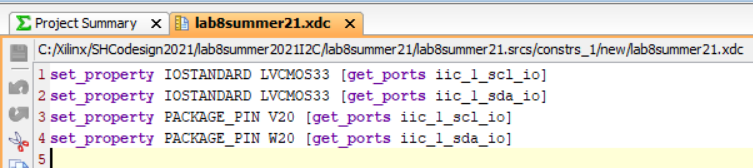 Project Summary
lab8summer21.xdc
C:/Xilinx/SHCodesign2021/lab8summer2021I2C/lab8summer21/lab8summer21.srcs/constrs_1/new/lab8summer21.xdc
1 set_property IOSTANDARD LVCMOS33 [get_ports iic_1_scl_io]
2 set_property IOSTANDARD LVCMOS33 [get_ports iic_1_sda_io]
3 set_property PACKAGE_PIN V20 [get_ports iic_1_scl_io]
4 set_property PACKAGE_PIN W20 [get_ports iic_1_sda_io]
5